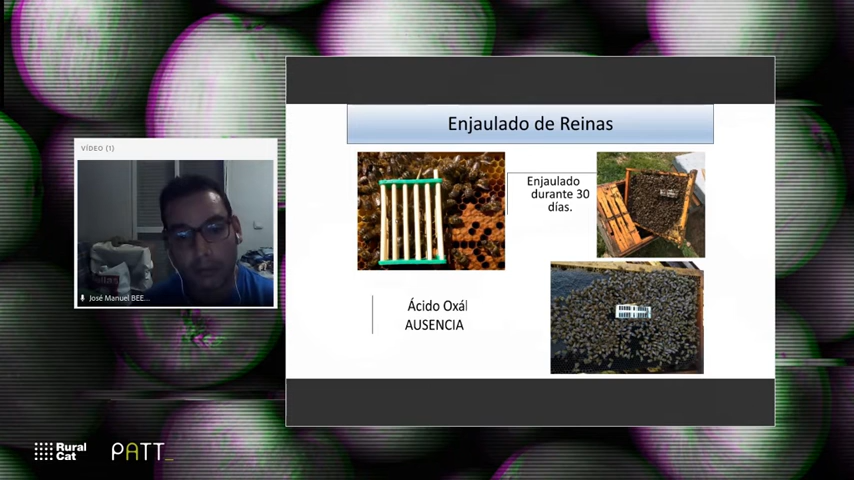 VÍDEO (1)
José Manuel BEE...
Enjaulado de Reinas
Enjaulado
durante 30
días.
Ácido Oxál
AUSENCIA
Rural
Cat
PATT_